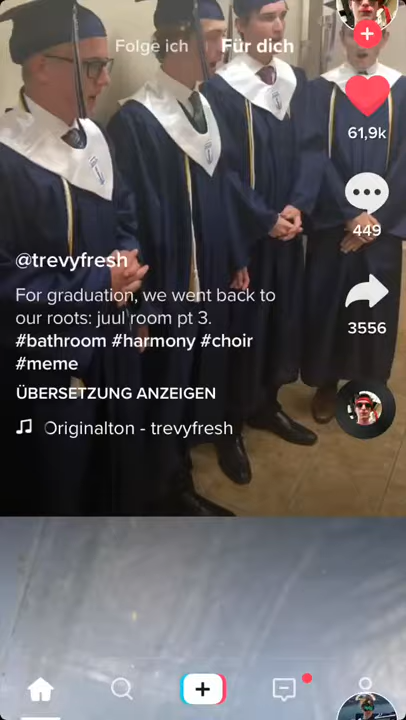 Folge ich
Für dich
61,9k
449
@trevyfresh
For graduation, we went back to
our roots: juul room pt 3.
#bathroom #harmony #choir
#meme
3556
ÜBERSETZUNG ANZEIGEN
Originalton - trevyfresh